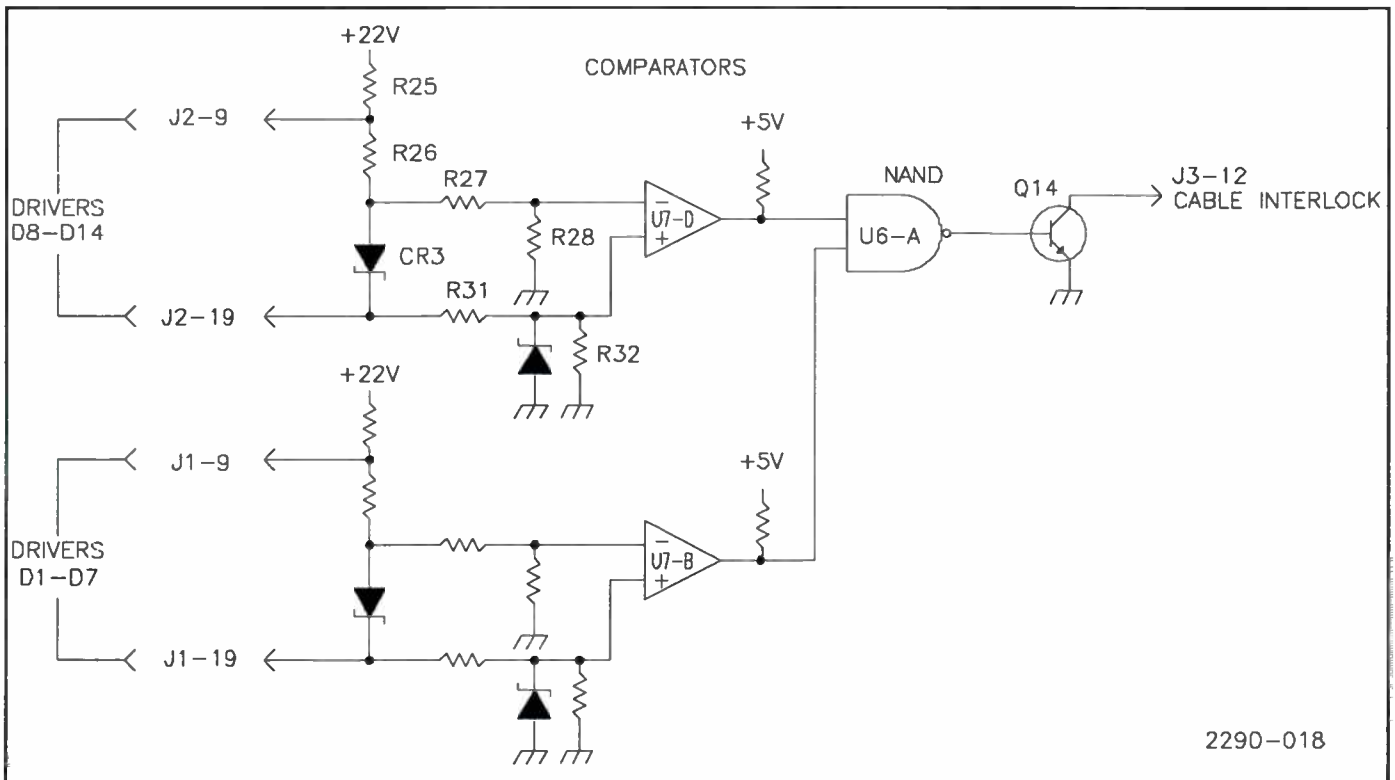 +22V
COMPARATORS
R25
J2-9
R26
+5V
R27
NAND
Q14
J3-12
CABLE INTERLOCK
DRIVERS
D8-D14
−
U7-D
+
U6-A
R28
CR3
R31
J2-19
R32
+22V
J1-9
+5V
DRIVERS
D1-D7
−
U7-B
+
J1-19
2290-018